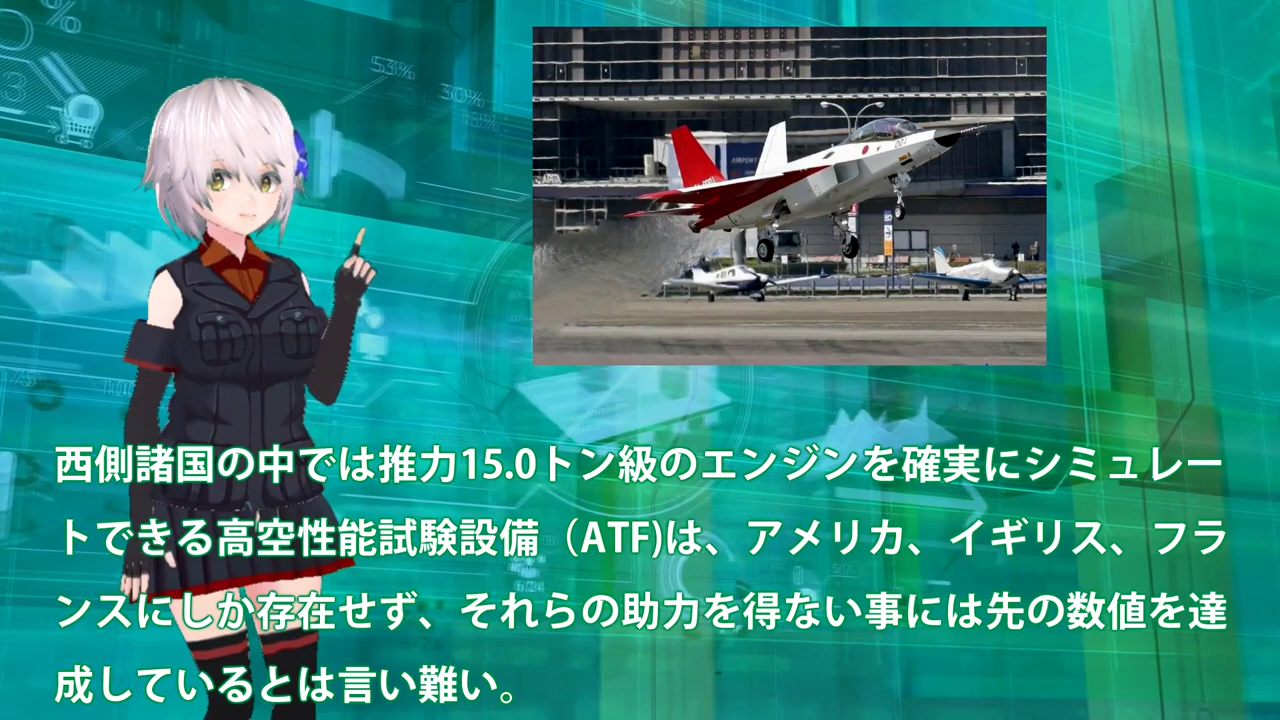 53%
30%
AIRPORT
001
西側諸国の中では推力15.0トン級のエンジンを確実にシミュレー
トできる高空性能試験設備（ATF)は、アメリカ、イギリス、フラ
ンスにしか存在せず、それらの助力を得ない事には先の数値を達
成しているとは言い難い。